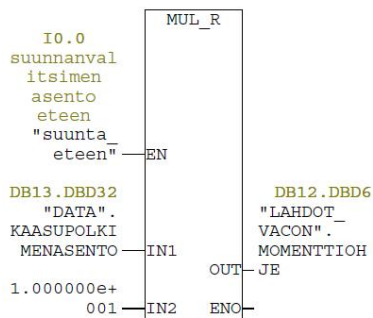 MUL_R
I0.0
suunnanval
itsimen
asento
eteen
"suunta_
eteen"
EN
DB13.DBD32
"DATA".
KAASUPOLKI
MENASENTO
IN1
DB12.DBD6
"LAHDOT_
VACON".
MOMENTTIOH
OUT
JE
1.000000e+
001
IN2
ENO